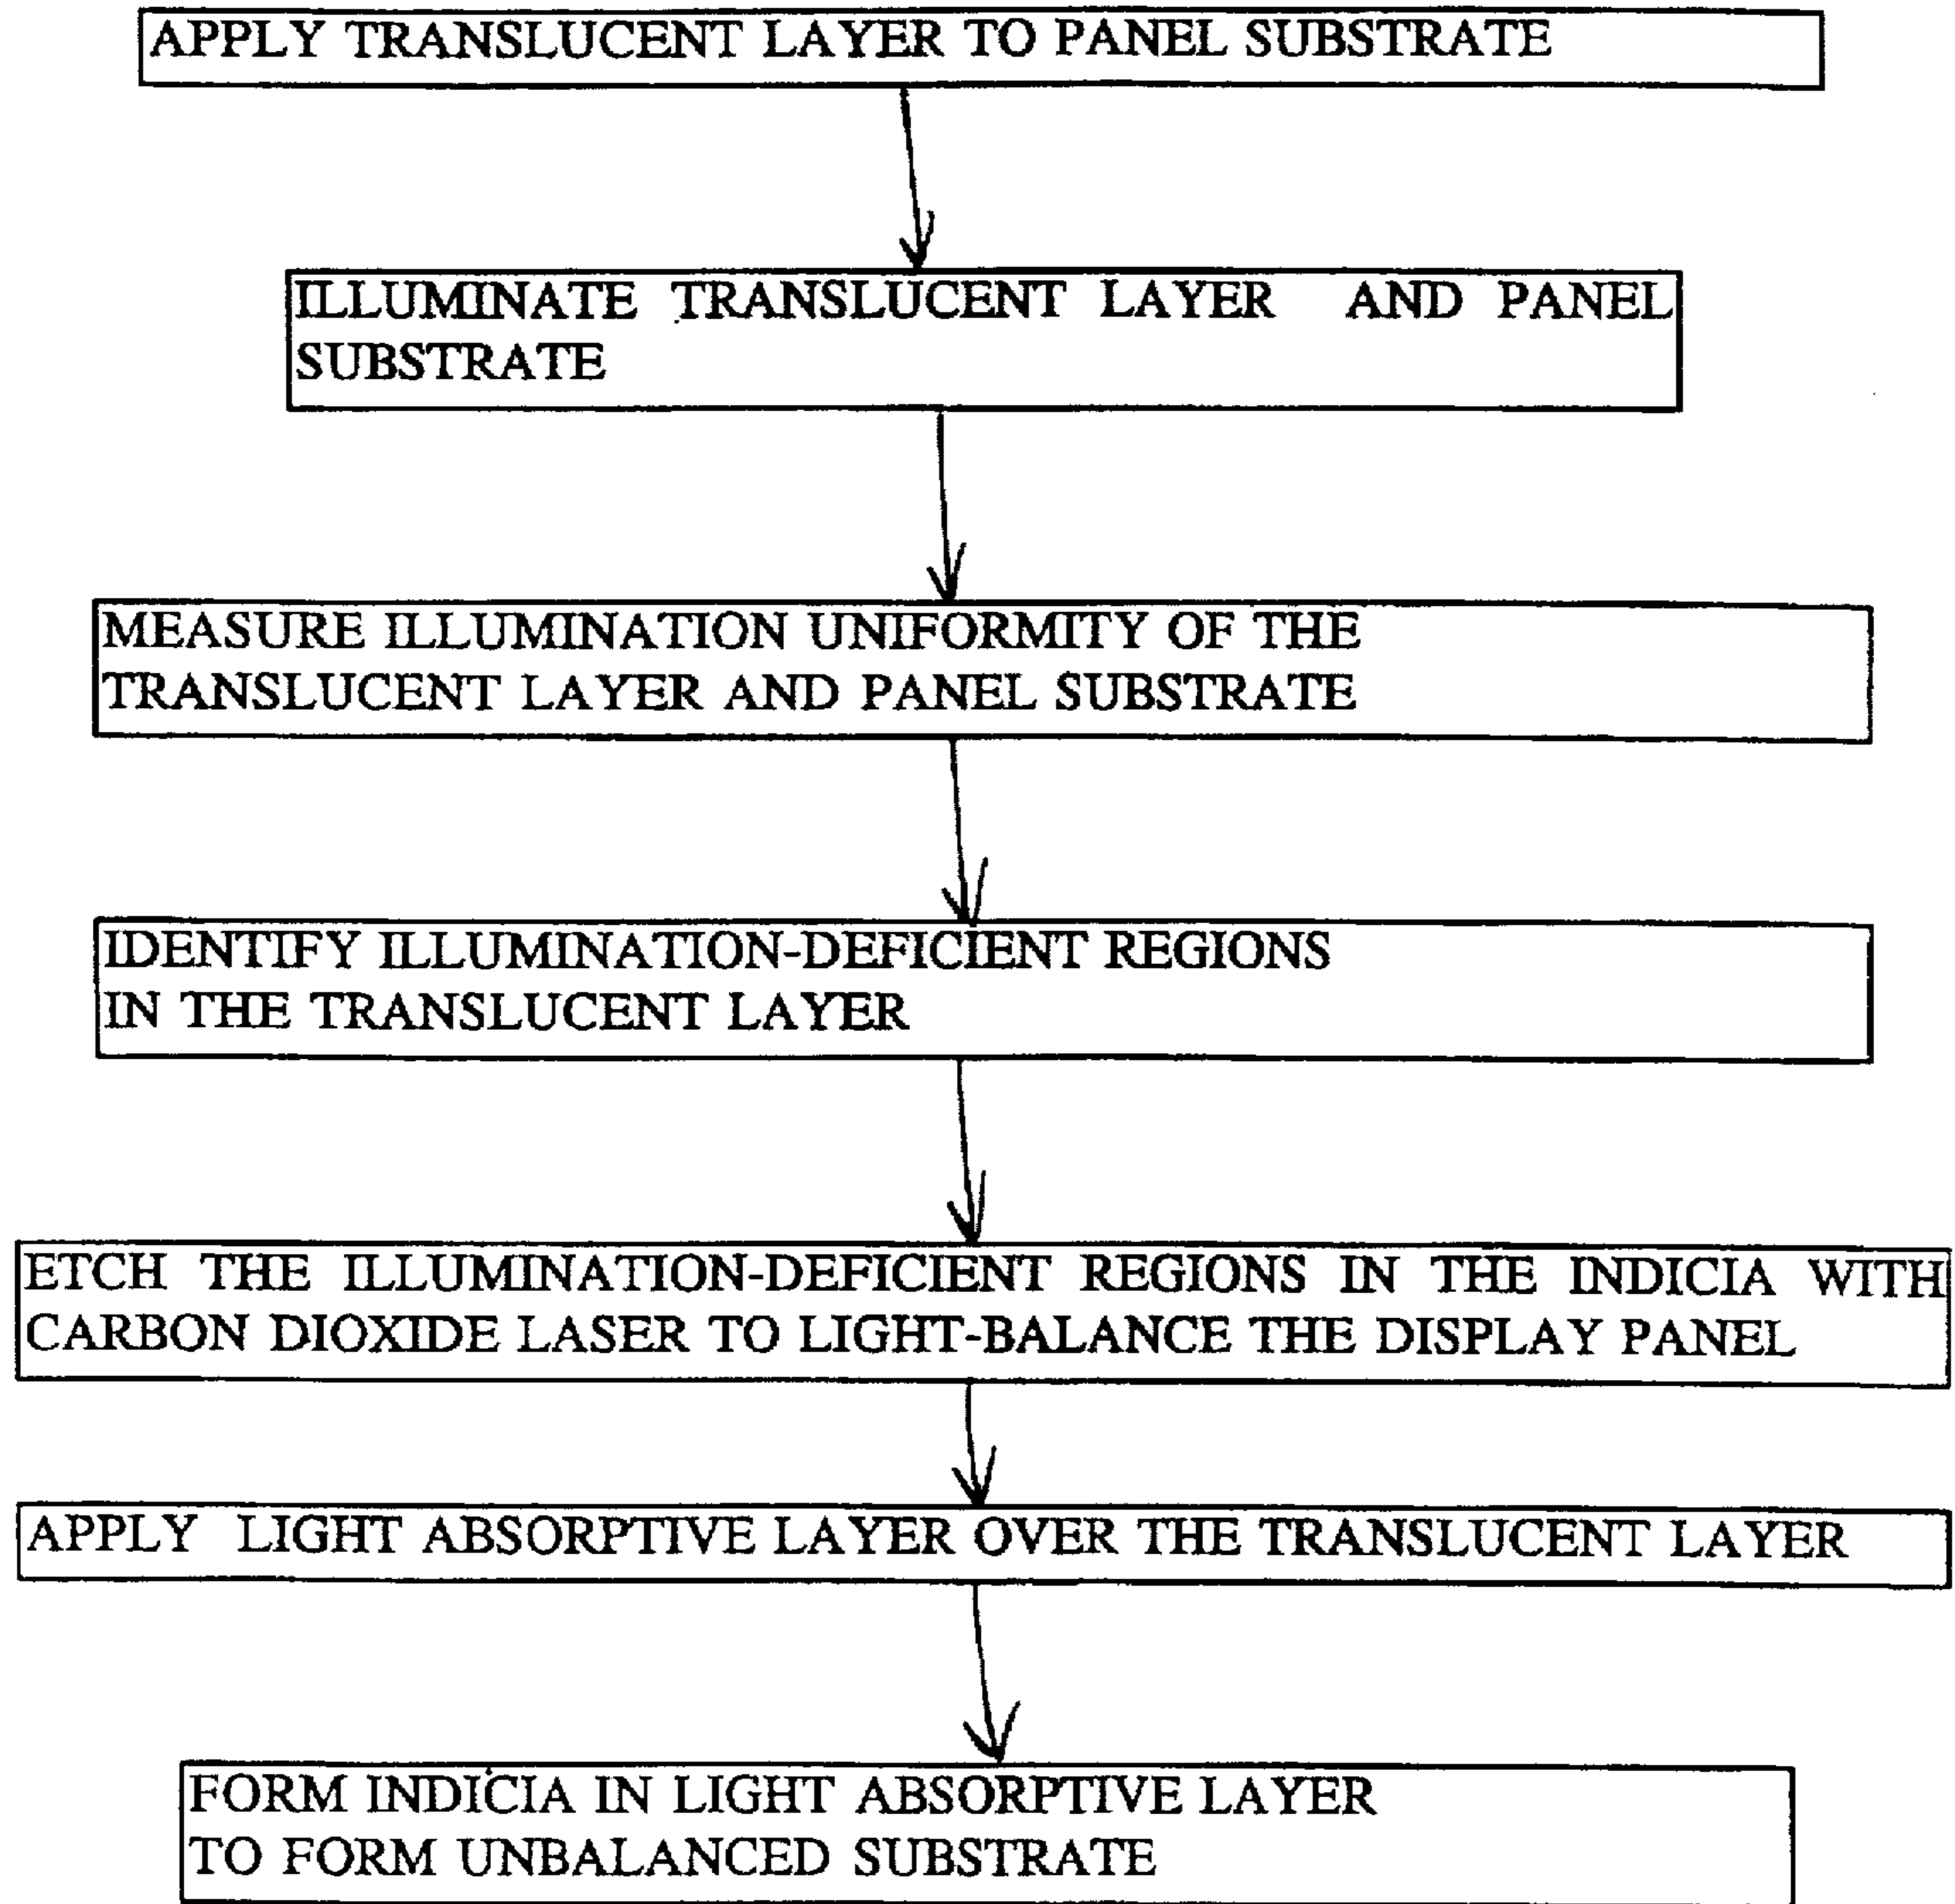 APPLY TRANSLUCENT LAYER TO PANEL SUBSTRATE
ILLUMINATE TRANSLUCENT LAYER AND PANEL
SUBSTRATE
MEASURE ILLUMINATION UNIFORMITY OF THE
TRANSLUCENT LAYER AND PANEL SUBSTRATE
IDENTIFY ILLUMINATION-DEFICIENT REGIONS
IN THE TRANSLUCENT LAYER
ETCH THE ILLUMINATION-DEFICIENT REGIONS IN THE INDICIA WITH
CARBON DIOXIDE LASER TO LIGHT-BALANCE THE DISPLAY PANEL
APPLY LIGHT ABSORPTIVE LAYER OVER THE TRANSLUCENT LAYER
FORM INDICIA IN LIGHT ABSORPTIVE LAYER
TO FORM UNBALANCED SUBSTRATE